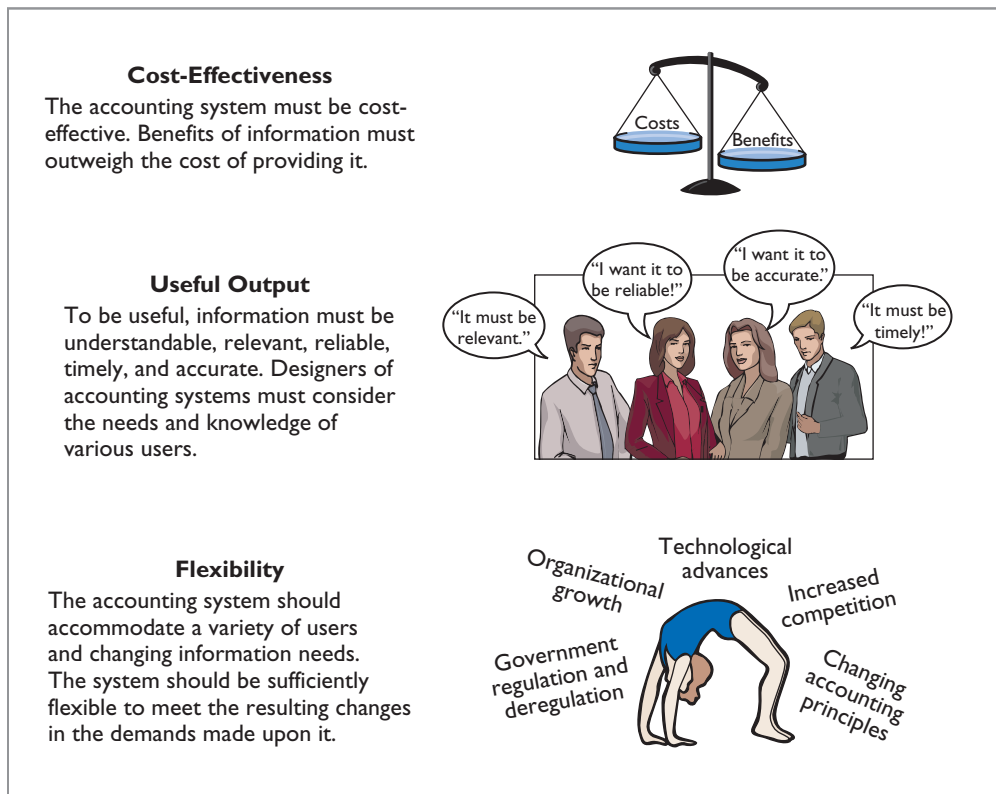 Cost-Effectiveness
The accounting system must be cost-
effective. Benefits of information must
outweigh the cost of providing it.
Costs
Benefits
Useful Output
To be useful, information must be
understandable, relevant, reliable,
timely, and accurate. Designers of
accounting systems must consider
the needs and knowledge of
various users.
“It must be
relevant.”
“I want it to
be reliable!”
“I want it to
be accurate.”
“It must be
timely!”
Flexibility
The accounting system should
accommodate a variety of users
and changing information needs.
The system should be sufficiently
flexible to meet the resulting changes
in the demands made upon it.
Government
regulation and
deregulation
Organizational
growth
Technological
advances
Increased
competition
Changing
accounting
principles